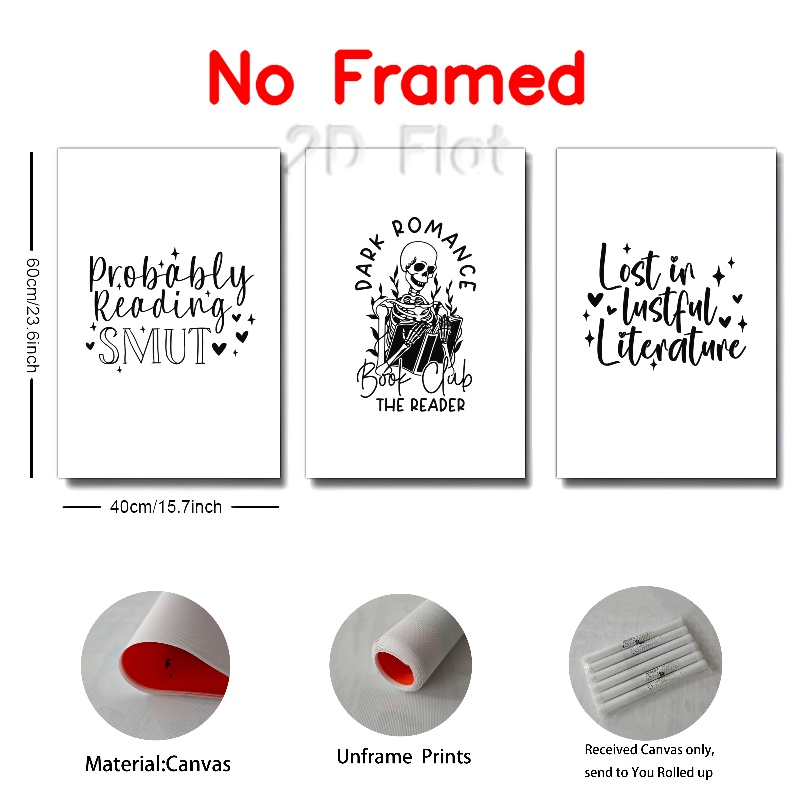 No Framed
2D Flat
60cm/23.6inch
Probably
Reading
SMUT
DARK ROMANCE
Book Club
THE READER
Lost in
lustful
Literature
40cm/15.7inch
Material:Canvas
Unframe Prints
Received Canvas only,
send to You Rolled up